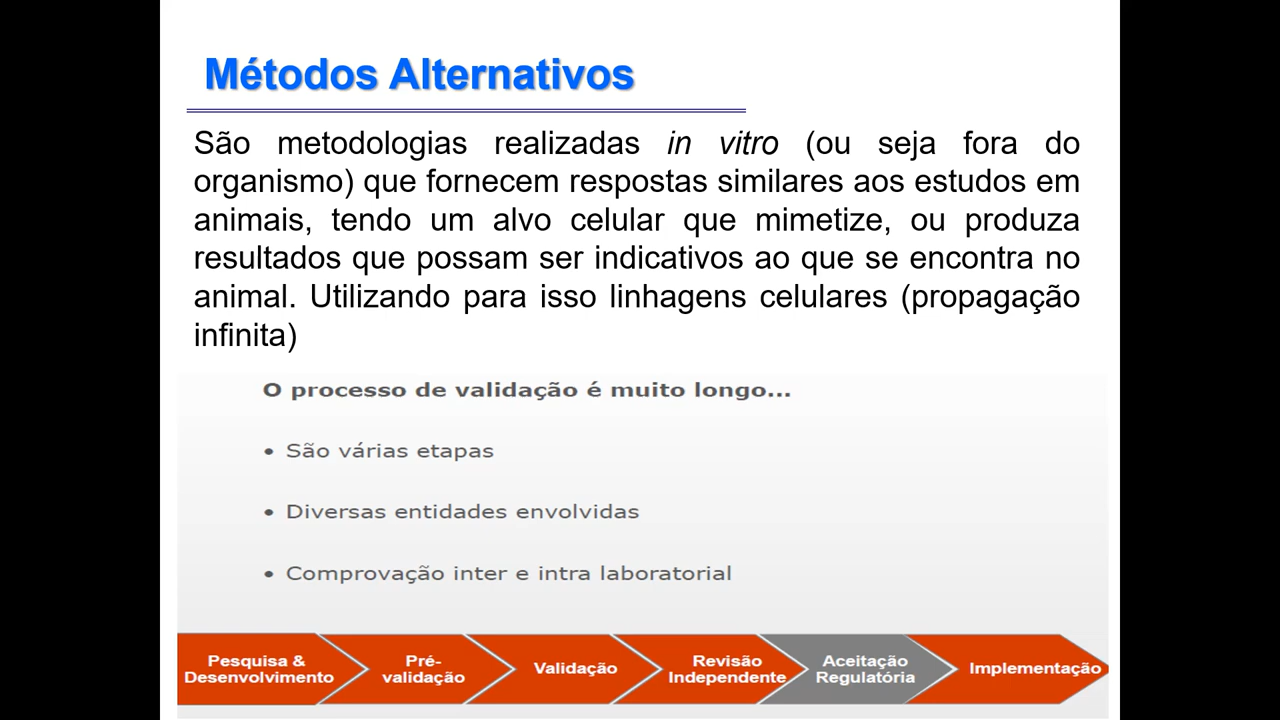 Métodos Alternativos
São metodologias realizadas in vitro (ou seja fora do
organismo) que fornecem respostas similares aos estudos em
animais, tendo um alvo celular que mimetize, ou produza
resultados que possam ser indicativos ao que se encontra no
animal. Utilizando para isso linhagens celulares (propagação
infinita)
O processo de validação é muito longo...
• São várias etapas
• Diversas entidades envolvidas
• Comprovação inter e intra laboratorial
Pesquisa &
Desenvolvimento
Pré-
validação
Validação
Revisão
Independente
Aceitação
Regulatória
Implementação